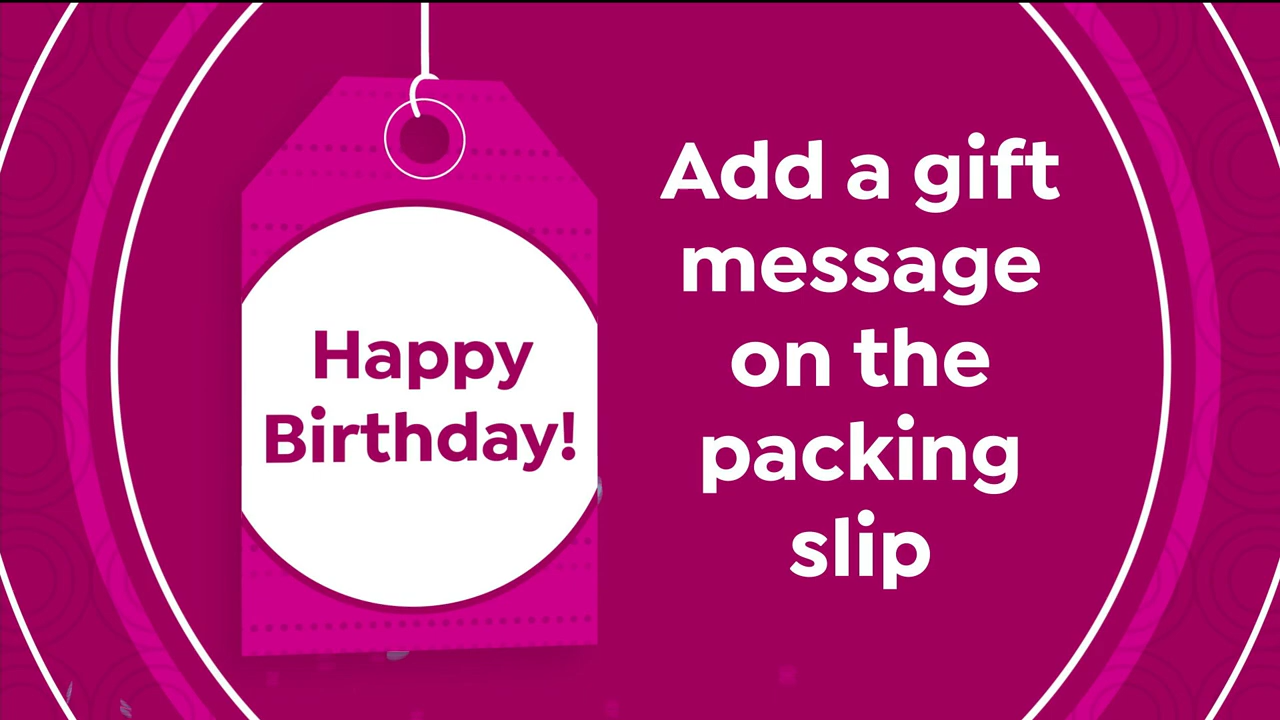 Happy
Birthday!
Add a gift
message
on the
packing
slip